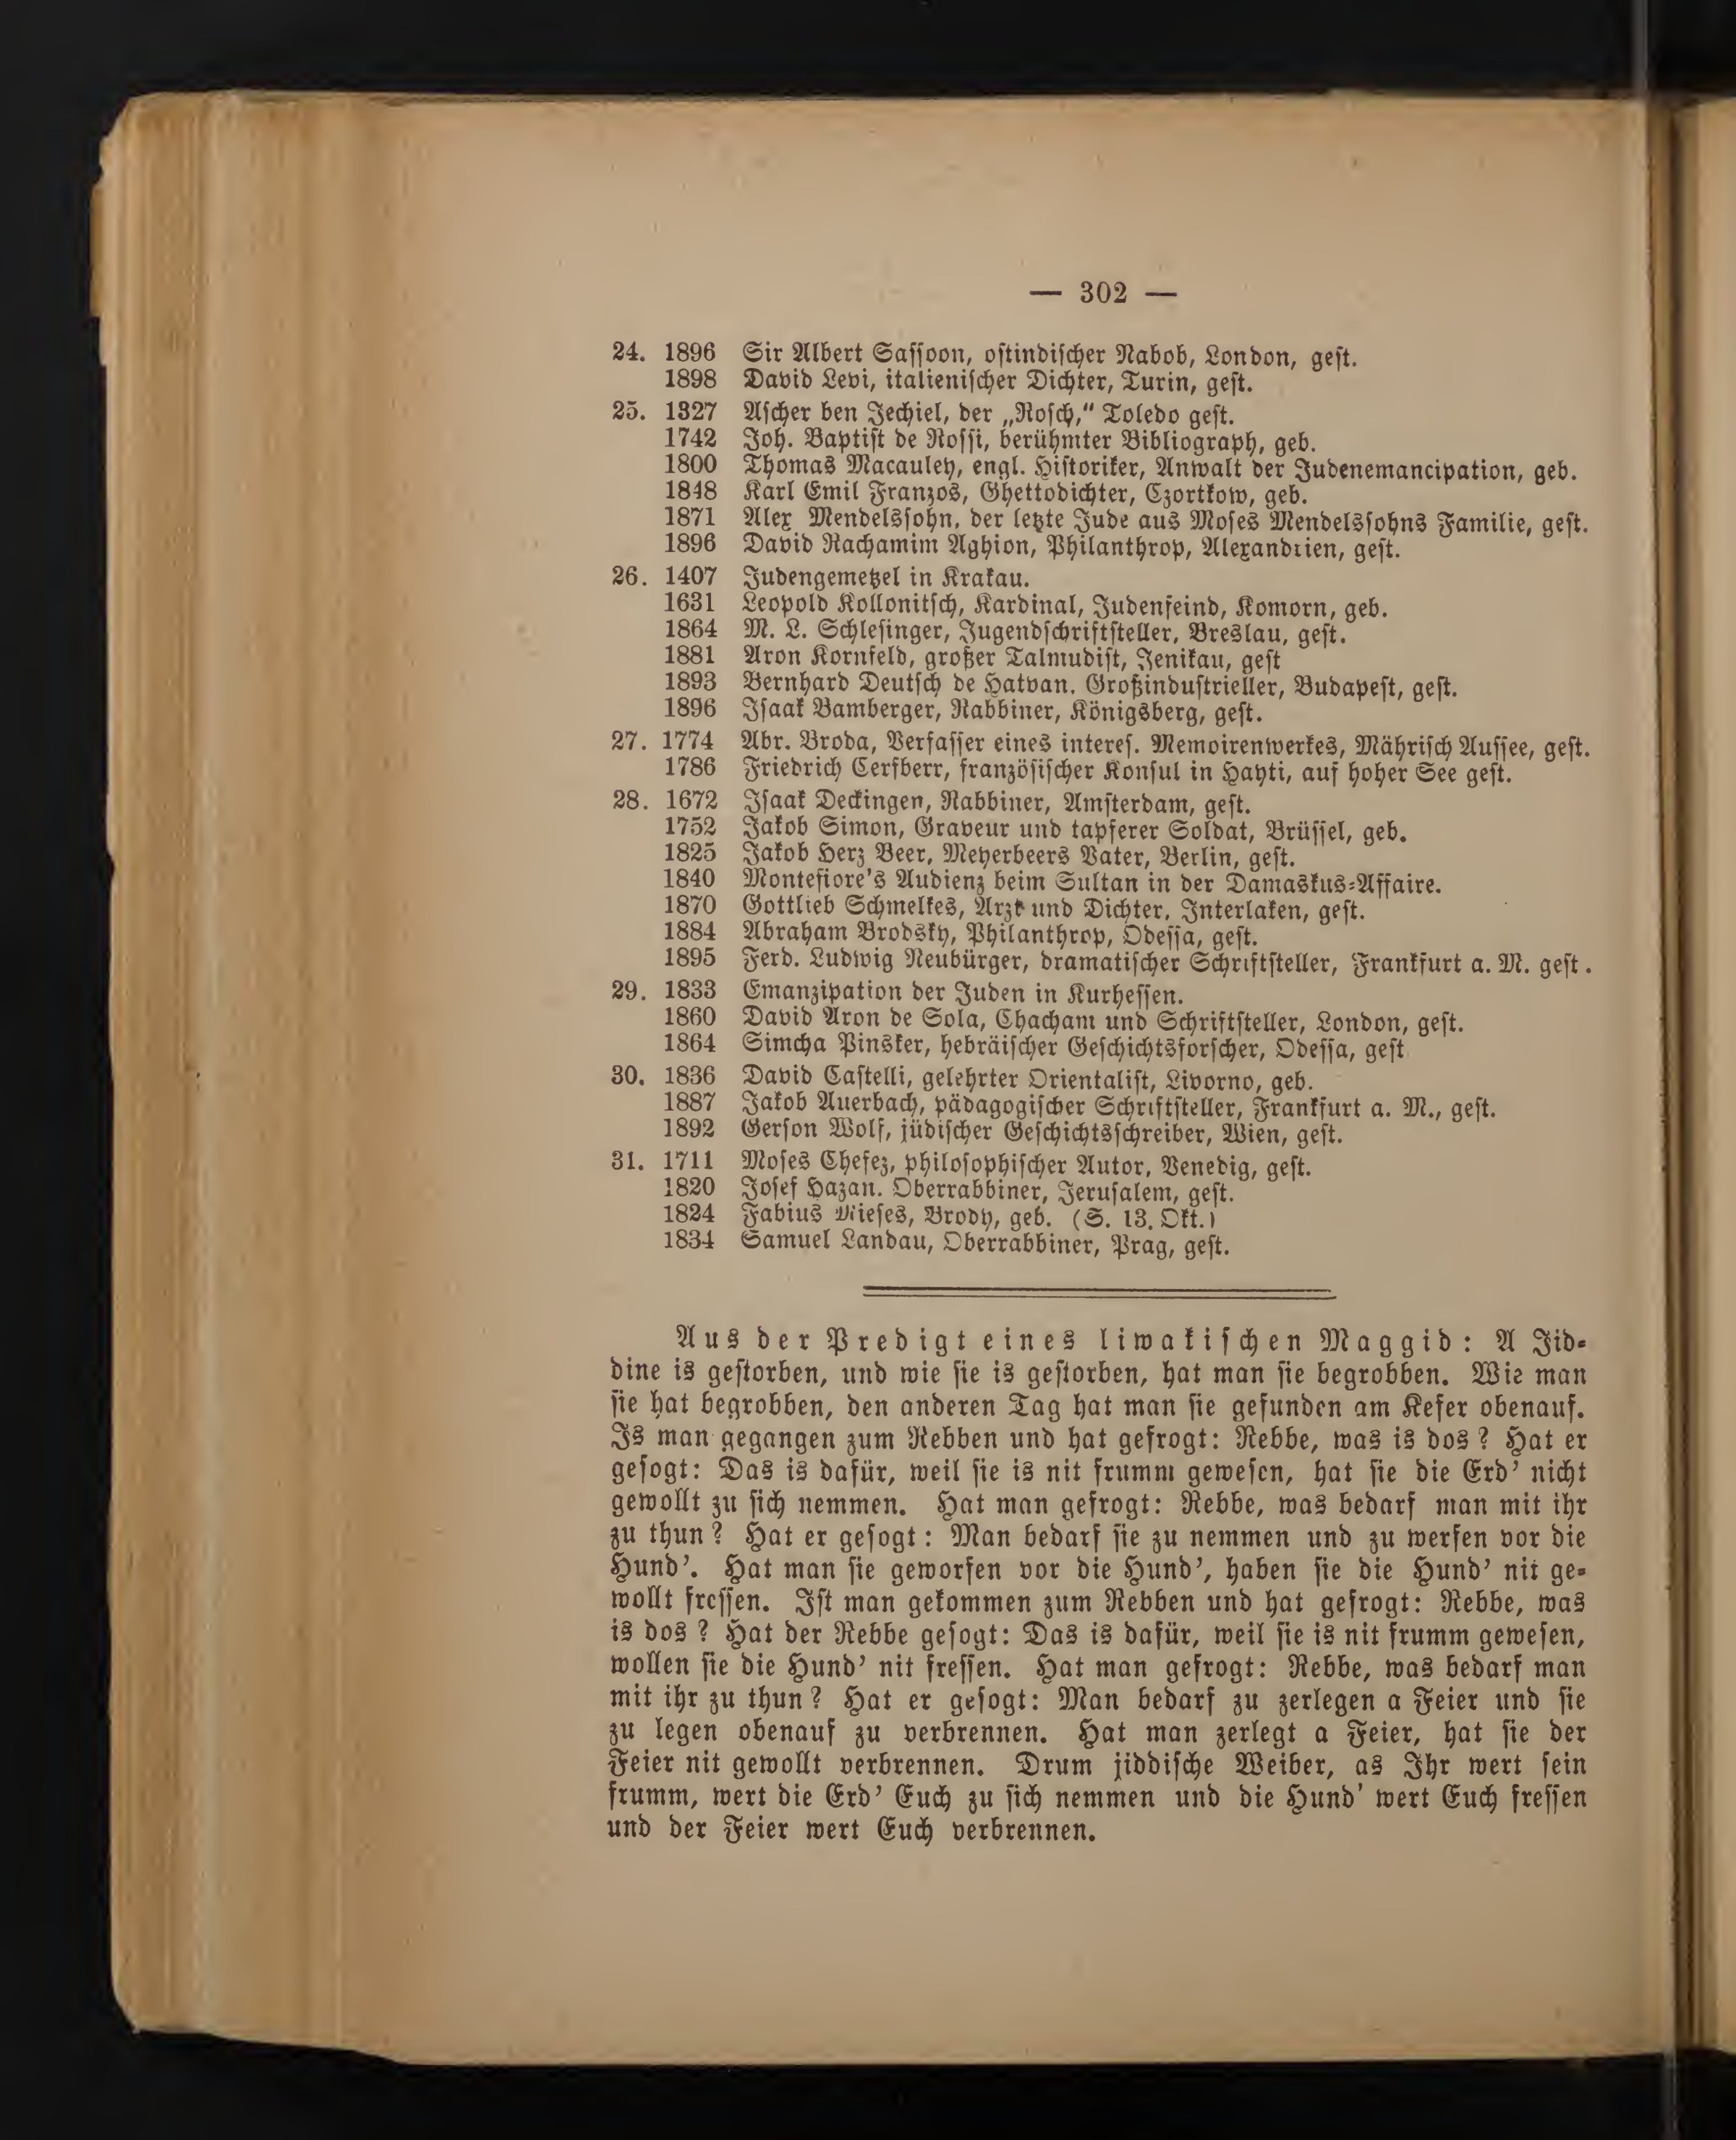 — 302 —
24. 1896 Sir Albert Sassoon, ostindischer Nabob, London, gest.
1898 David Levi, italienischer Dichter, Turin, gest.
25. 1327 Ascher ben Jechiel, der „Rosch,“ Toledo gest.
1742 Joh. Baptist de Rossi, berühmter Bibliograph, geb.
1800 Thomas Macauley, engl. Historiker, Anwalt der Judenemancipation, geb.
1848 Karl Emil Franzos, Ghettodichter, Czortkow, geb.
1871 Alex Mendelssohn, der letzte Jude aus Moses Mendelssohns Familie, gest.
1896 David Rachamim Aghion, Philanthrop, Alexandrien, gest.
26. 1407 Judengemetzel in Krakau.
1631 Leopold Kollonitsch, Kardinal, Judenfeind, Komorn, geb.
1864 M. L. Schlesinger, Jugendschriftsteller, Breslau, gest.
1881 Aron Kornfeld, großer Talmudist, Jenikau, gest
1893 Bernhard Deutsch de Hatvan. Großindustrieller, Budapest, gest.
1896 Isaak Bamberger, Rabbiner, Königsberg, gest.
27. 1774 Abr. Broda, Verfasser eines interes. Memoirenwerkes, Mährisch Aussee, gest.
1786 Friedrich Cerfberr, französischer Konsul in Hayti, auf hoher See gest.
28. 1672 Isaak Deckingen, Rabbiner, Amsterdam, gest.
1752 Jakob Simon, Graveur und tapferer Soldat, Brüssel, geb.
1825 Jakob Herz Beer, Meyerbeers Vater, Berlin, gest.
1840 Montefiore's Audienz beim Sultan in der Damaskus-Affaire.
1870 Gottlieb Schmelkes, Arzt und Dichter, Interlaken, gest.
1884 Abraham Brodsky, Philanthrop, Odessa, gest.
1895 Ferd. Ludwig Neubürger, dramatischer Schriftsteller, Frankfurt a. M. gest.
29. 1833 Emanzipation der Juden in Kurhessen.
1860 David Aron de Sola, Chacham und Schriftsteller, London, gest.
1864 Simcha Pinsker, hebräischer Geschichtsforscher, Odessa, gest
30. 1836 David Castelli, gelehrter Orientalist, Livorno, geb.
1887 Jakob Auerbach, pädagogischer Schriftsteller, Frankfurt a. M., gest.
1892 Gerson Wolf, jüdischer Geschichtsschreiber, Wien, gest.
31. 1711 Moses Chefez, philosophischer Autor, Venedig, gest.
1820 Josef Hazan. Oberrabbiner, Jerusalem, gest.
1824 Fabius Mieses, Brody, geb. (S. 13. Okt.)
1834 Samuel Landau, Oberrabbiner, Prag, gest.
Aus der Predigt eines liwakischen Maggid: A Jid-
dine is gestorben, und wie sie is gestorben, hat man sie begrobben. Wie man
sie hat begrobben, den anderen Tag hat man sie gefunden am Kefer obenauf.
Is man gegangen zum Rebben und hat gefrogt: Rebbe, was is dos? Hat er
gesogt: Das is dafür, weil sie is nit frumm gewesen, hat sie die Erd' nicht
gewollt zu sich nemmen. Hat man gefrogt: Rebbe, was bedarf man mit ihr
zu thun? Hat er gesogt: Man bedarf sie zu nemmen und zu werfen vor die
Hund'. Hat man sie geworfen vor die Hund', haben sie die Hund' nit ge-
wollt fressen. Ist man gekommen zum Rebben und hat gefrogt: Rebbe, was
is dos? Hat der Rebbe gesogt: Das is dafür, weil sie is nit frumm gewesen,
wollen sie die Hund' nit fressen. Hat man gefrogt: Rebbe, was bedarf man
mit ihr zu thun? Hat er gesogt: Man bedarf zu zerlegen a Feier und sie
zu legen obenauf zu verbrennen. Hat man zerlegt a Feier, hat sie der
Feier nit gewollt verbrennen. Drum jiddische Weiber, as Ihr wert sein
frumm, wert die Erd' Euch zu sich nemmen und die Hund' wert Euch fressen
und der Feier wert Euch verbrennen.